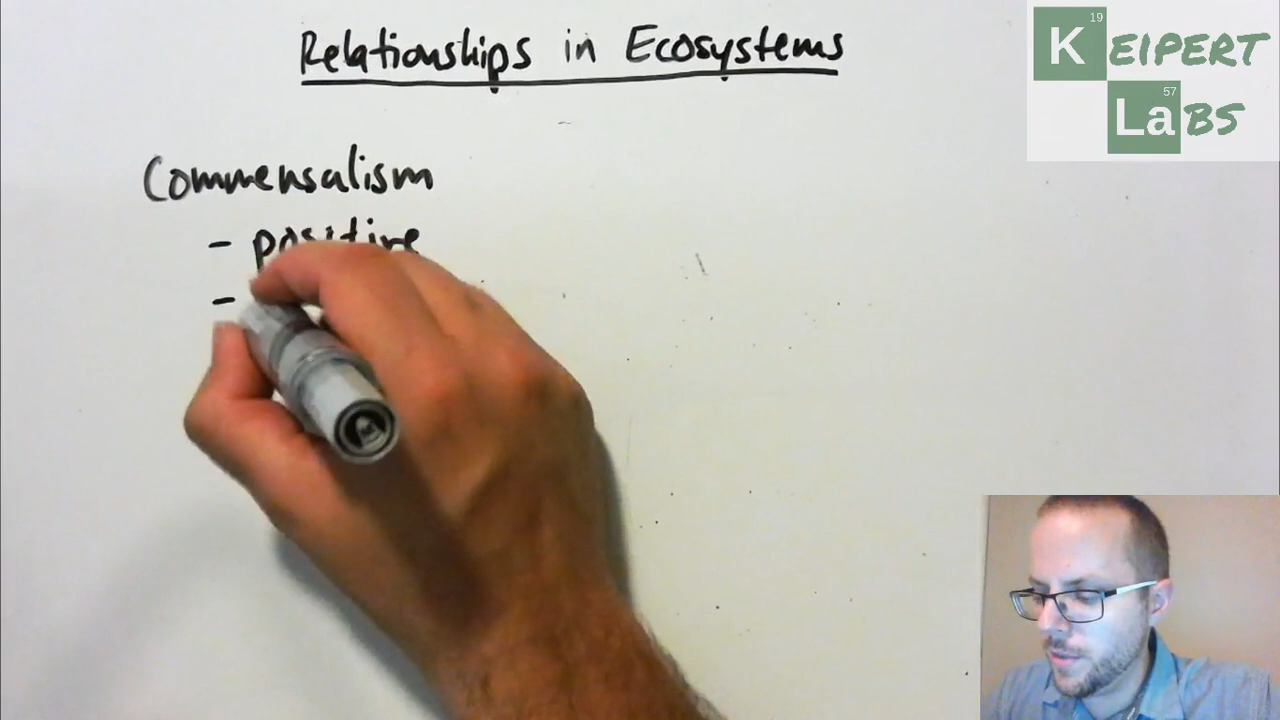 Relationships in Ecosystems
19
KEIPERT
57
LaBS
Commensalism
- positive
-